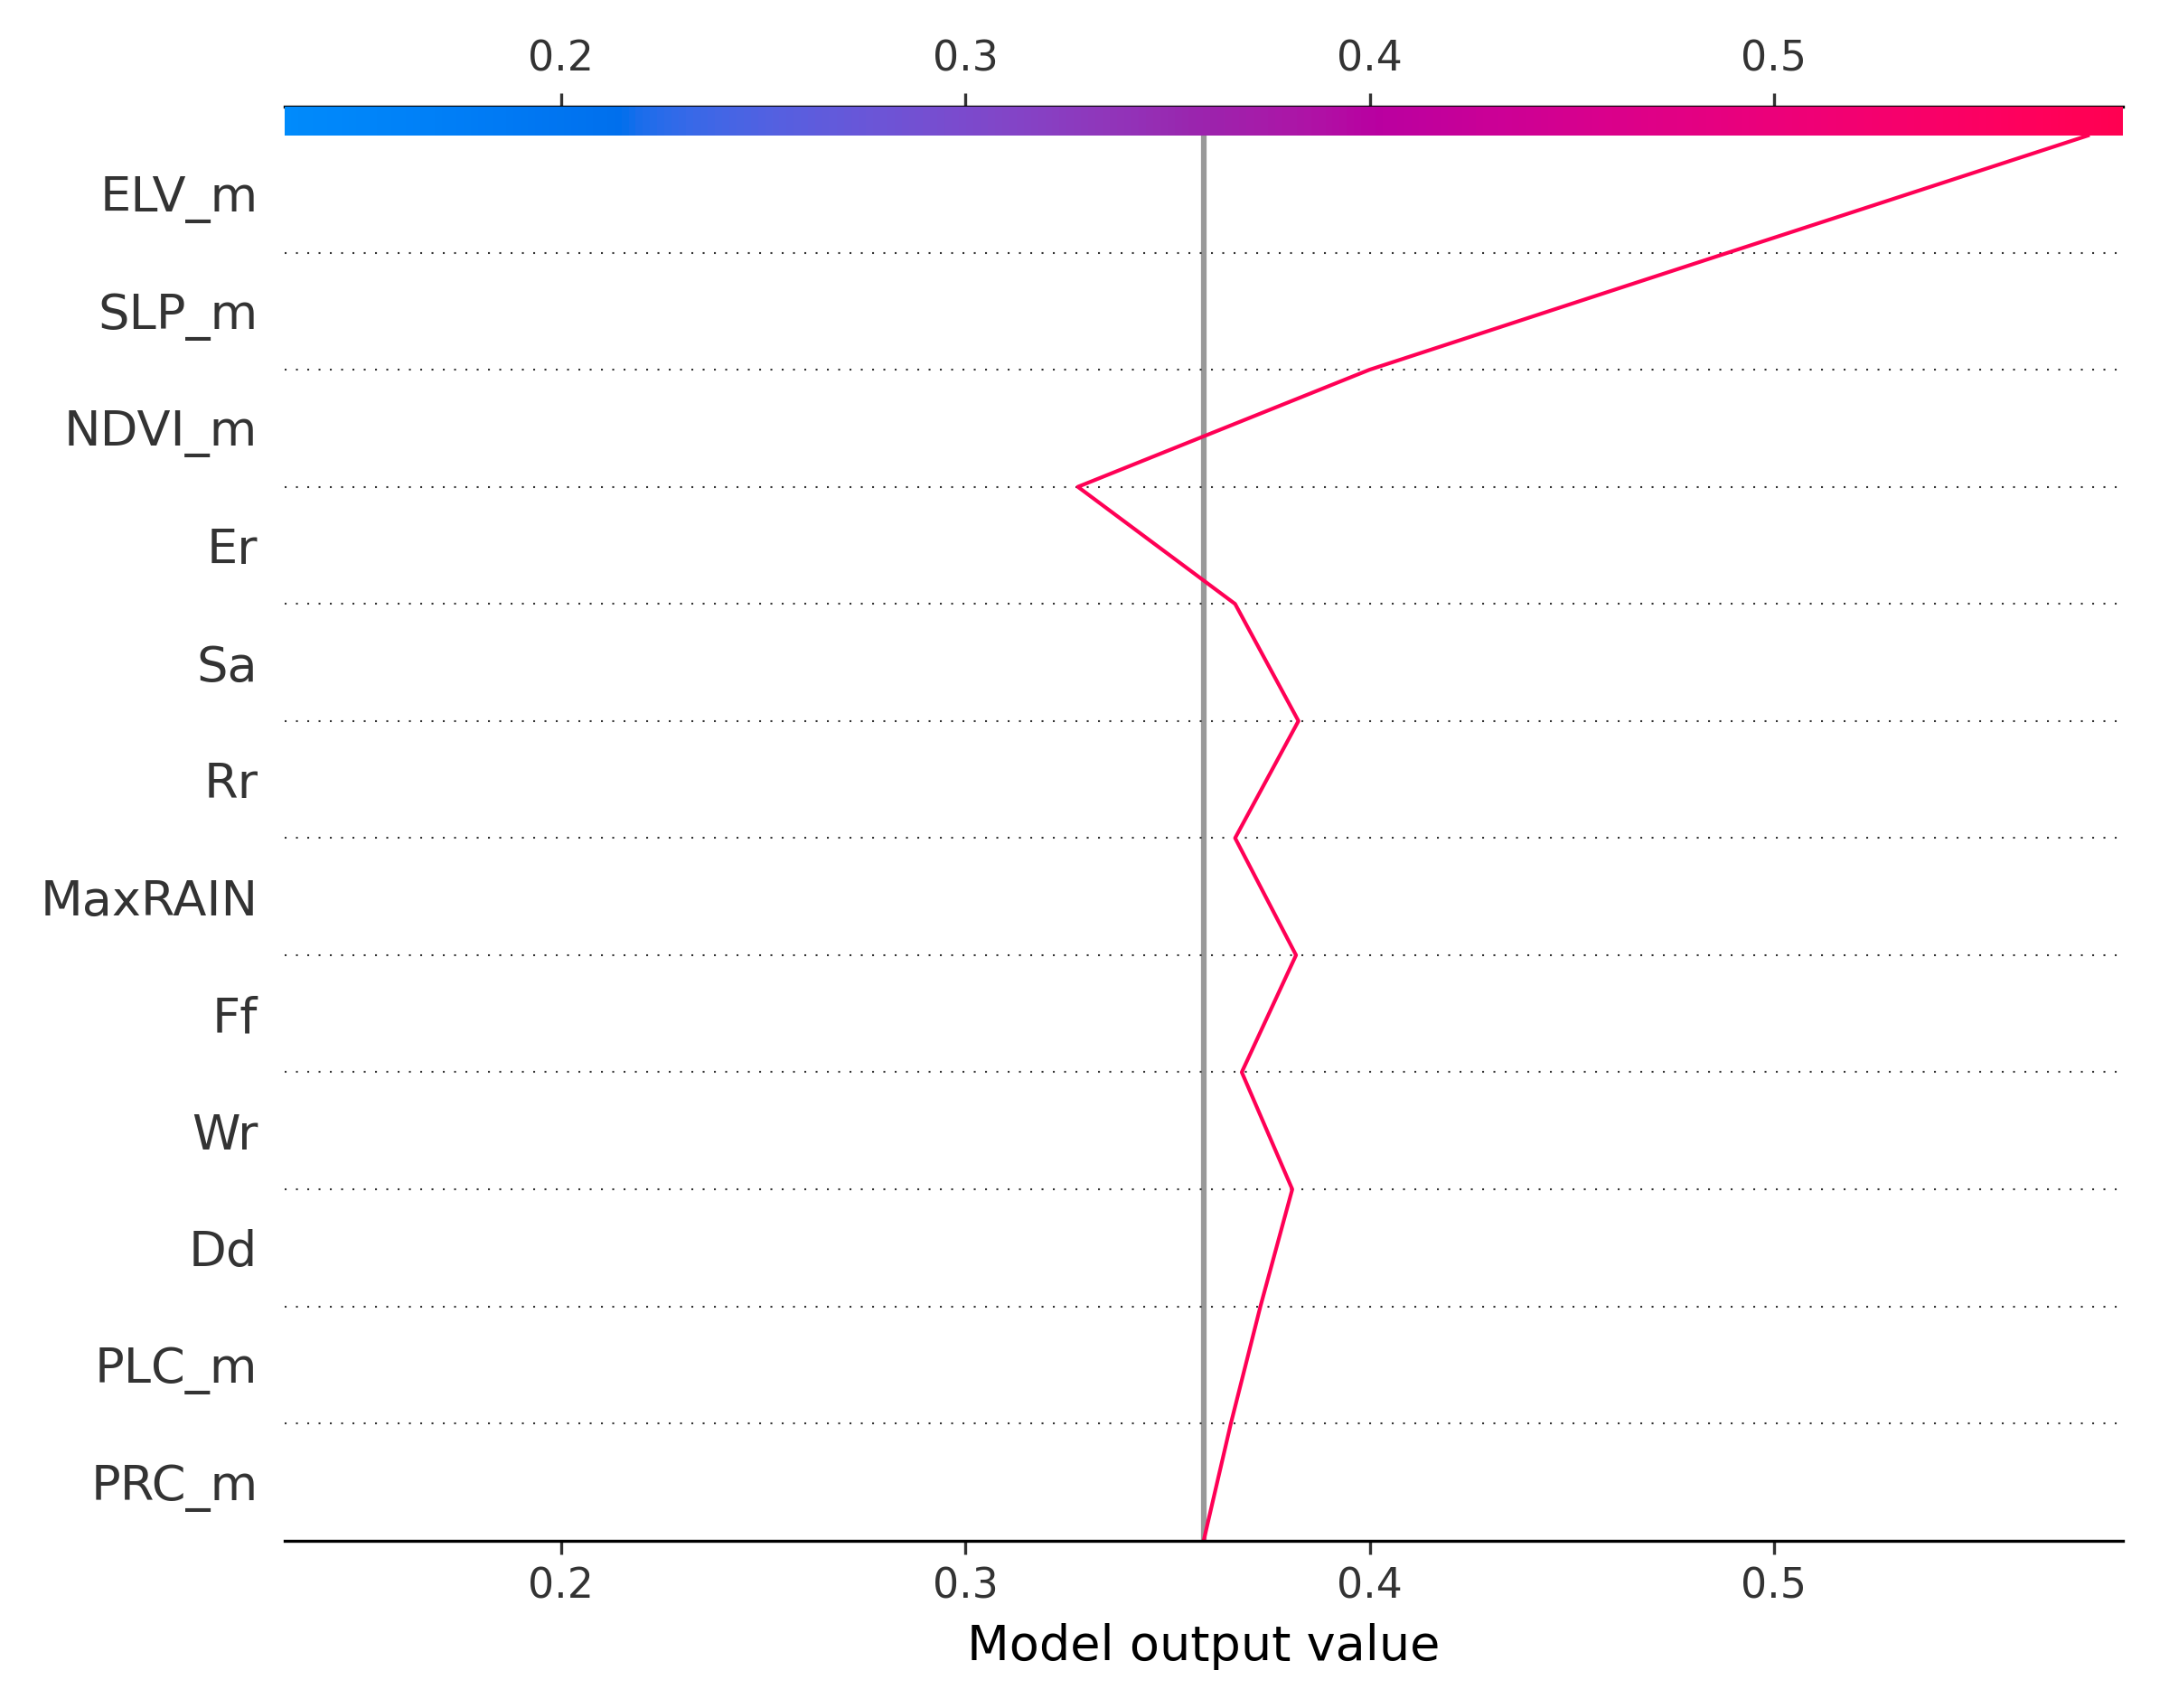 0.2 0.3 0.4 0.5
ELV_m
SLP_m
NDVI_m
Er
Sa
Rr
MaxRAIN
Ff
Wr
Dd
PLC_m
PRC_m
0.2 0.3 0.4 0.5
Model output value